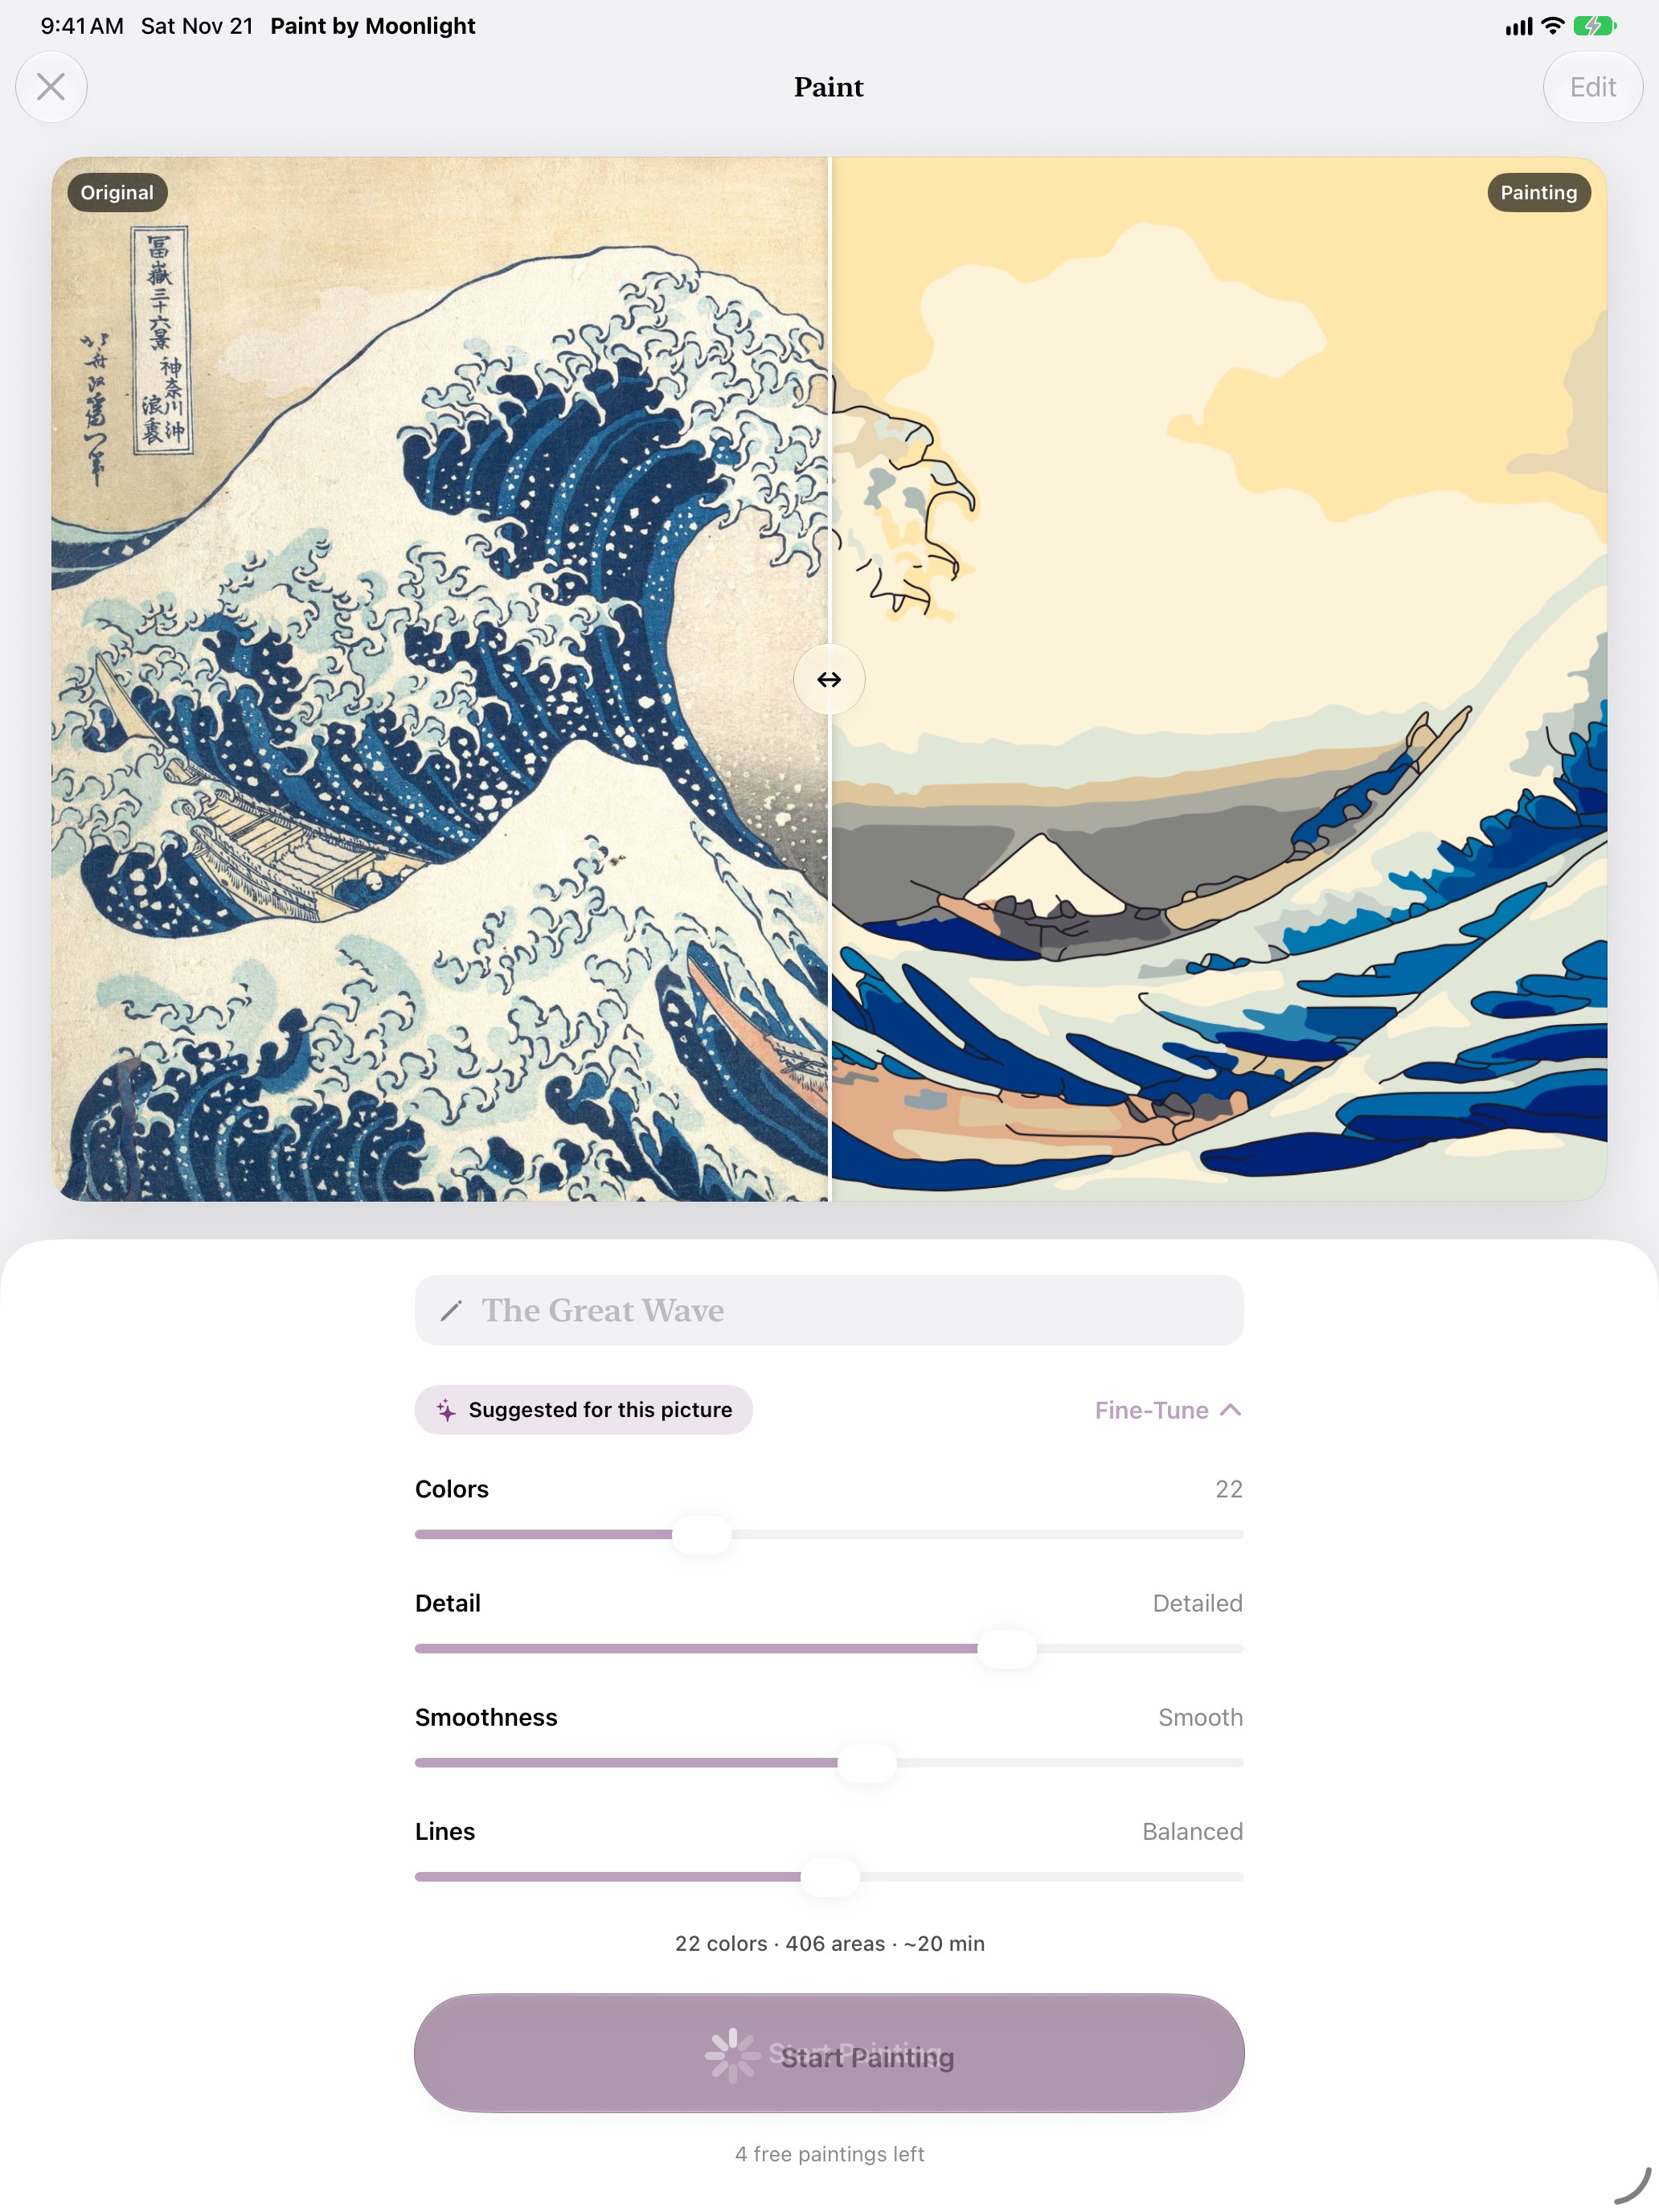 9:41 AM Sat Nov 21 Paint by Moonlight
Paint
Edit
Original
Painting
冨嶽三十六景
神奈川沖
浪裏
The Great Wave
Suggested for this picture
Fine-Tune
Colors
22
Detail
Detailed
Smoothness
Smooth
Lines
Balanced
22 colors · 406 areas · ~20 min
Start Painting
4 free paintings left